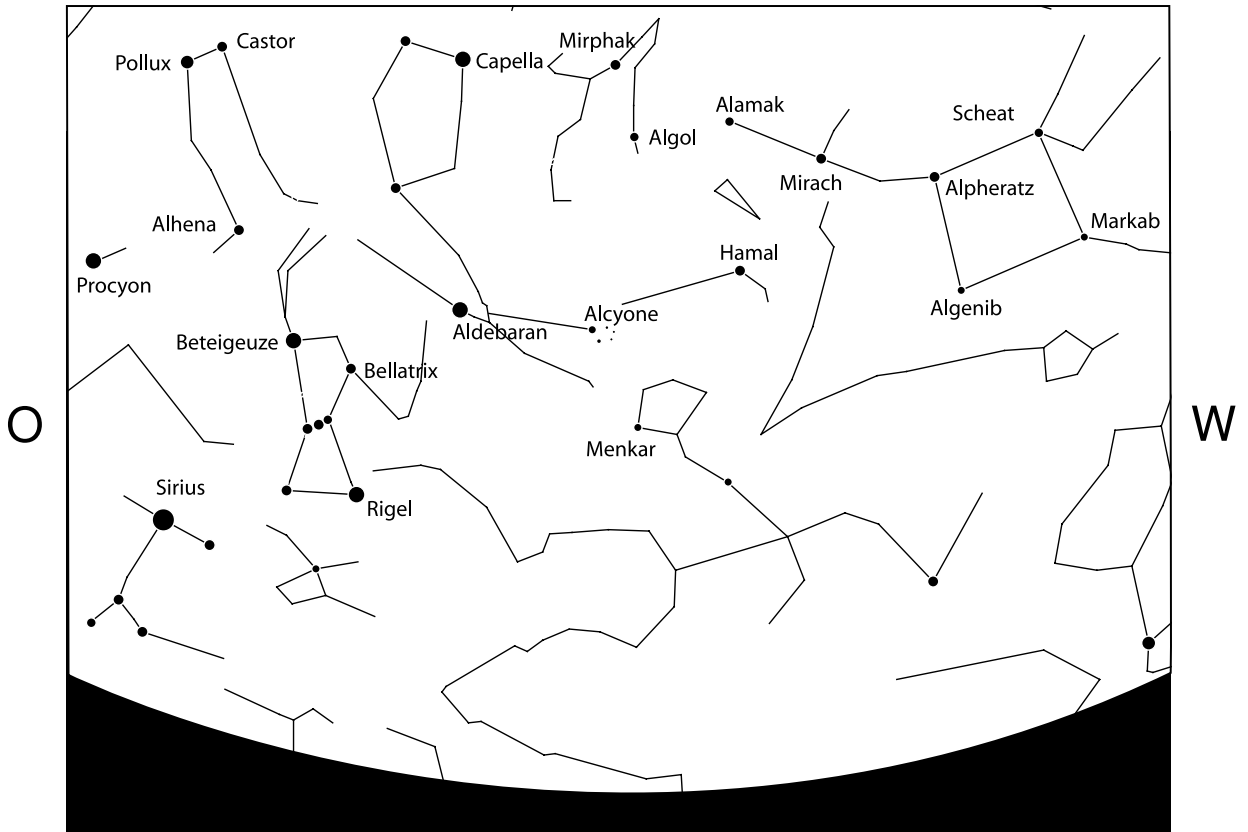 Castor
Mirphak
Pollux
Capella
Alamak
Scheat
Algol
Mirach
Alpheratz
Alhena
Markab
Hamal
Procyon
Algenib
Alcyone
Aldebaran
Beteigeuze
Bellatrix
O
W
Menkar
Sirius
Rigel